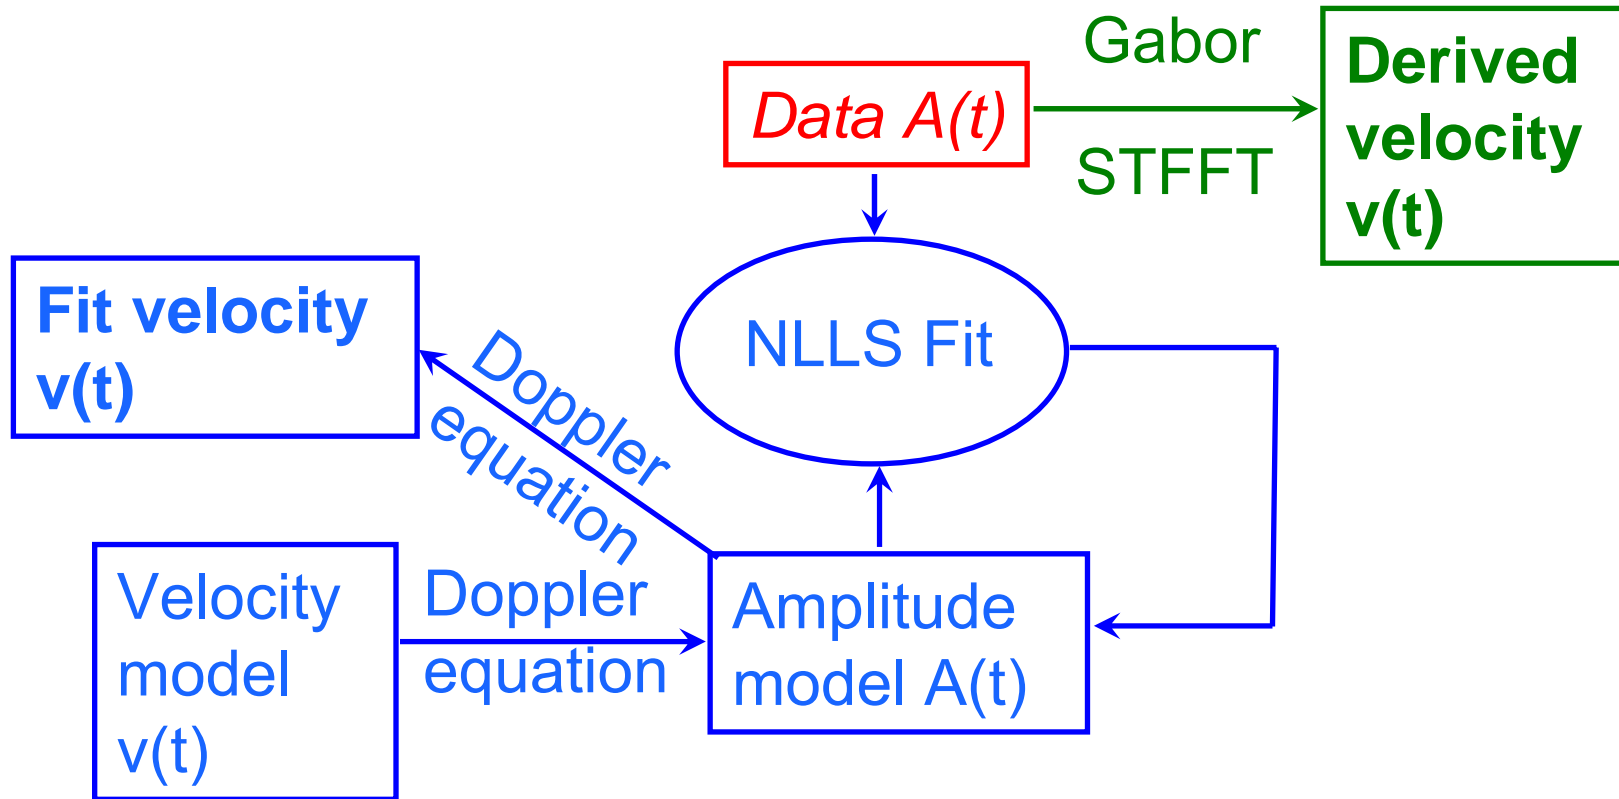 Gabor
STFFT
Derived
velocity
v(t)
Data A(t)
NLLS Fit
Fit velocity
v(t)
Doppler
equation
Velocity
model
v(t)
Doppler
equation
Amplitude
model A(t)